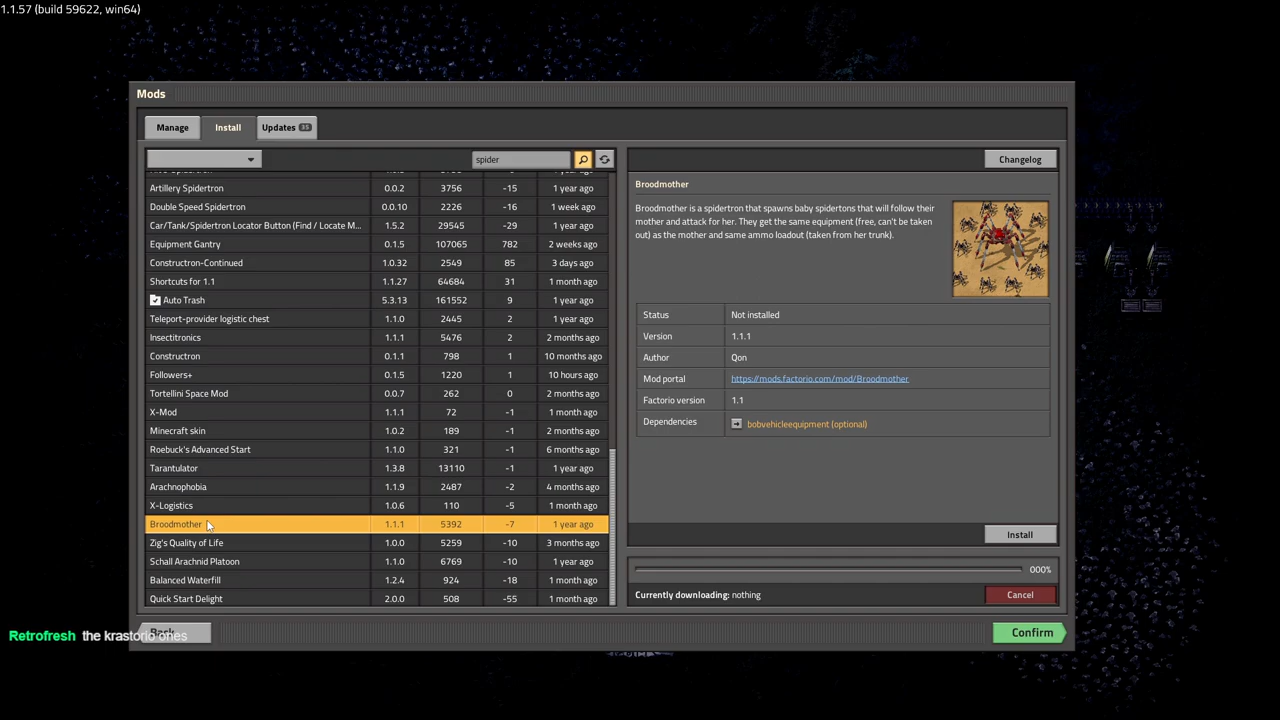 1.1.57 (build 59622, win64)
Mods
Manage
Install
Updates 35
spider
Changelog
Artillery Spidertron 0.0.2 3756 -15 1 year ago
Double Speed Spidertron 0.0.10 2226 -16 1 week ago
Car/Tank/Spidertron Locator Button (Find / Locate M... 1.5.2 29545 -29 1 year ago
Equipment Gantry 0.1.5 107065 782 2 weeks ago
Constructron-Continued 1.0.32 2549 85 3 days ago
Shortcuts for 1.1 1.1.27 64684 31 1 month ago
Auto Trash 5.3.13 161552 9 1 year ago
Teleport-provider logistic chest 1.1.0 2445 2 1 year ago
Insectitronics 1.1.1 5476 2 2 months ago
Constructron 0.1.1 798 1 10 months ago
Followers+ 0.1.5 1220 1 10 hours ago
Tortellini Space Mod 0.0.7 262 0 2 months ago
X-Mod 1.1.1 72 -1 1 month ago
Minecraft skin 1.0.2 189 -1 2 months ago
Roebuck's Advanced Start 1.1.0 321 -1 6 months ago
Tarantulator 1.3.8 13110 -1 1 year ago
Arachnophobia 1.1.9 2487 -2 4 months ago
X-Logistics 1.0.6 110 -5 1 month ago
Broodmother 1.1.1 5392 -7 1 year ago
Zig's Quality of Life 1.0.0 5259 -10 3 months ago
Schall Arachnid Platoon 1.1.0 6769 -10 1 year ago
Balanced Waterfill 1.2.4 924 -18 1 month ago
Quick Start Delight 2.0.0 508 -55 1 month ago
Broodmother
Broodmother is a spidertron that spawns baby spidertons that will follow their
mother and attack for her. They get the same equipment (free, can't be taken
out) as the mother and same ammo loadout (taken from her trunk).
Status Not installed
Version 1.1.1
Author Qon
Mod portal https://mods.factorio.com/mod/Broodmother
Factorio version 1.1
Dependencies bobvehicleequipment (optional)
Install
000%
Currently downloading: nothing
Cancel
Back
Retrofresh the krastorio ones
Confirm